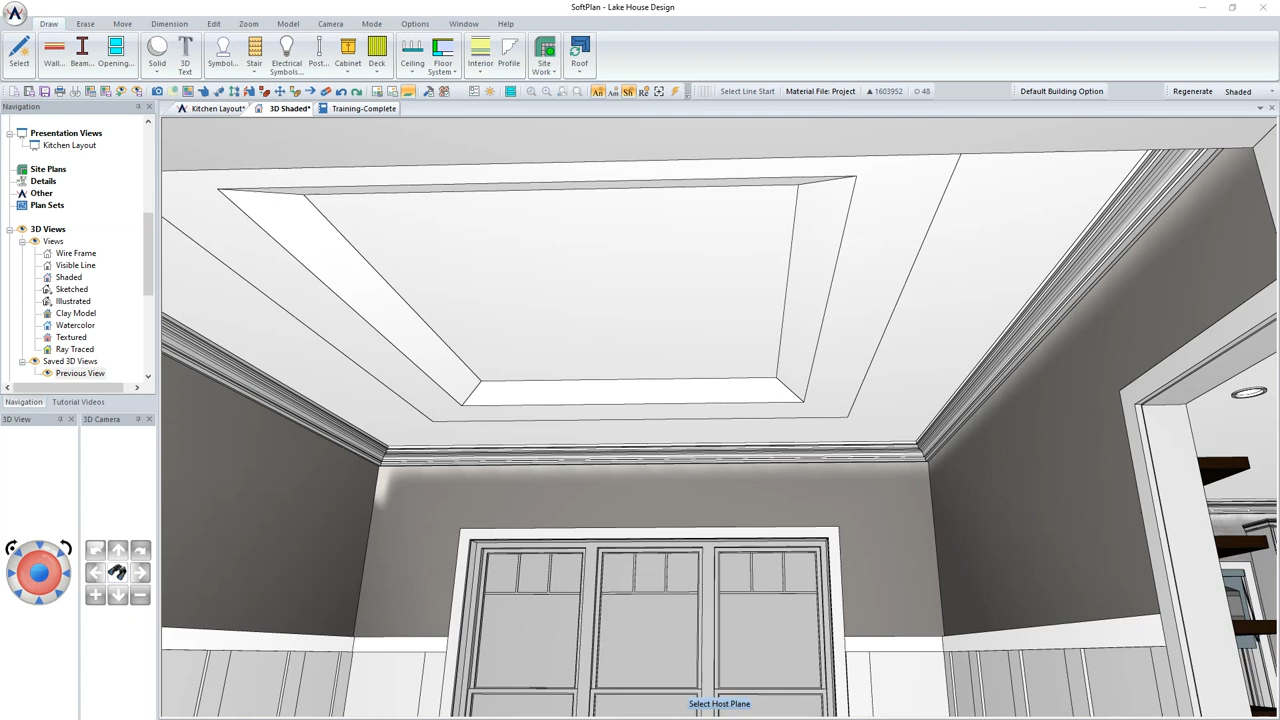 SoftPlan - Lake House Design
Draw Erase Move Dimension Edit Zoom Model Camera Mode Options Window Help
Select Wall... Beam... Opening... Solid 3D Text Symbol... Stair Electrical Symbols... Post... Cabinet Deck Ceiling Floor System Interior Profile Site Work Roof
An An Sh Re Select Line Start Material File: Project 1603952 48 Default Building Option Regenerate Shaded
Navigation
Kitchen Layout* 3D Shaded* Training-Complete
Presentation Views
Kitchen Layout
Site Plans
Details
Other
Plan Sets
3D Views
Views
Wire Frame
Visible Line
Shaded
Sketched
Illustrated
Clay Model
Watercolor
Textured
Ray Traced
Saved 3D Views
Previous View
Navigation Tutorial Videos
3D View 3D Camera
Select Host Plane